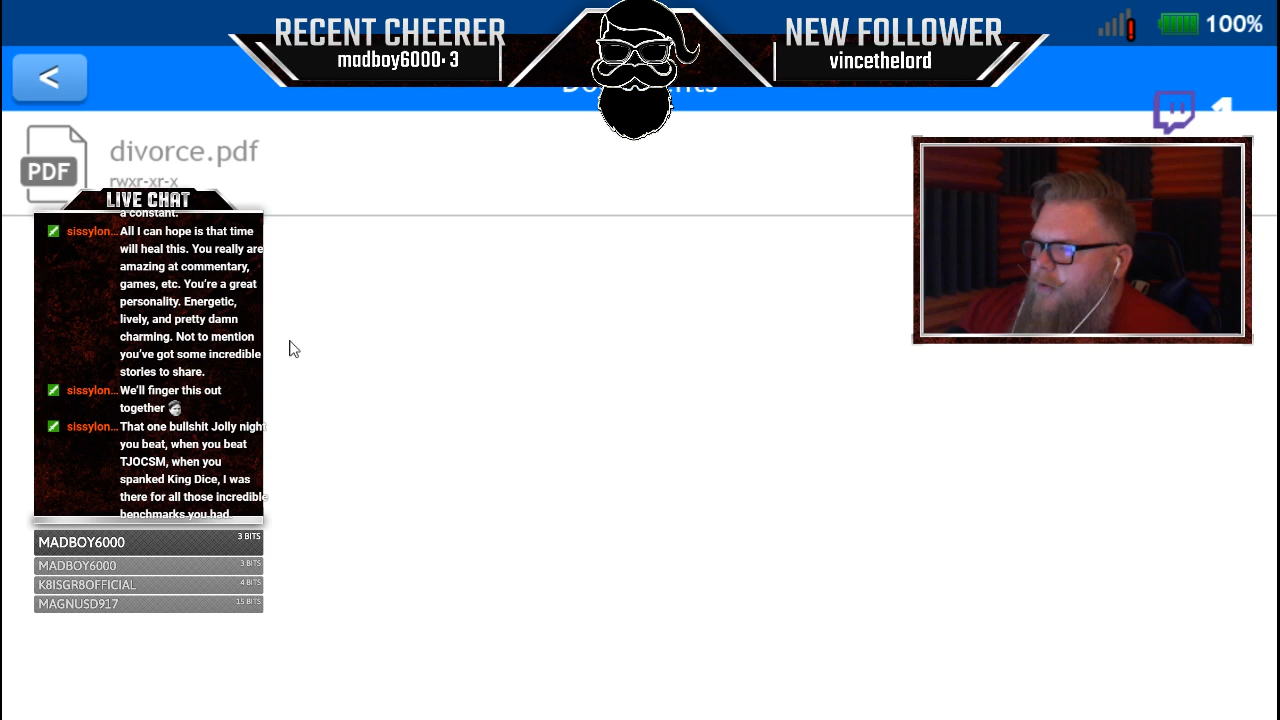 RECENT CHEERER
madboy6000· 3
NEW FOLLOWER
vincethelord
100%
<
PDF
divorce.pdf
rwxr-xr-x
LIVE CHAT
a constant.
sissylon... All I can hope is that time
will heal this. You really are
amazing at commentary,
games, etc. You're a great
personality. Energetic,
lively, and pretty damn
charming. Not to mention
you've got some incredible
stories to share.
sissylon... We'll finger this out
together
sissylon... That one bullshit Jolly night
you beat, when you beat
TJOCSM, when you
spanked King Dice, I was
there for all those incredible
benchmarks you had
MADBOY6000 3 BITS
MADBOY6000 3 BITS
K8ISGR8OFFICIAL 4 BITS
MAGNUSD917 15 BITS